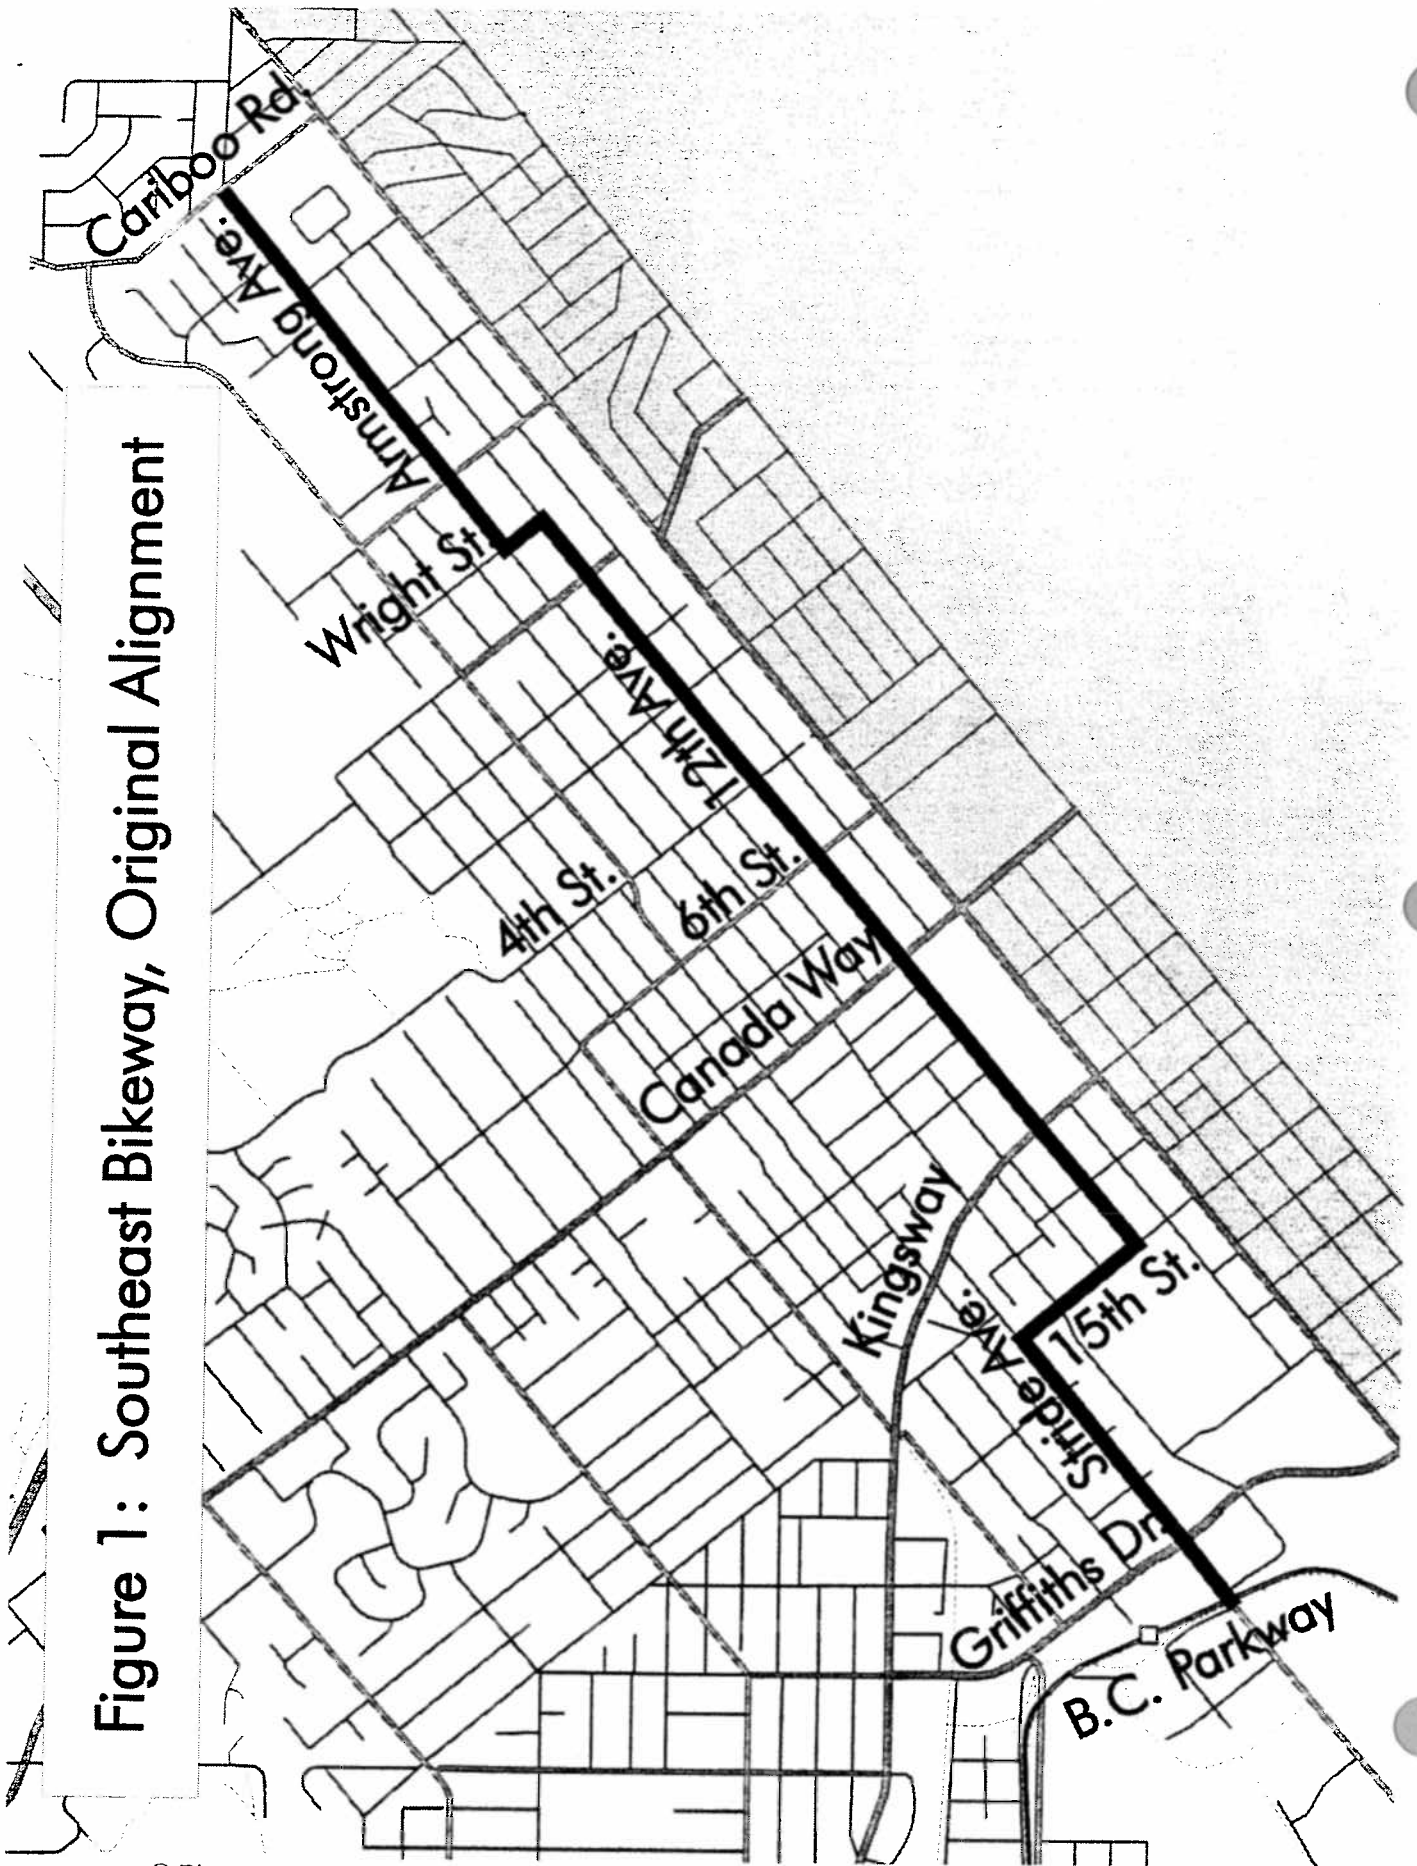 Figure 1: Southeast Bikeway, Original Alignment
Cariboo Rd.
Armstrong Ave.
Wright St.
12th Ave.
4th St.
6th St.
Canada Way
Kingsway
15th St.
Stride Ave.
Griffiths Dr.
B.C. Parkway